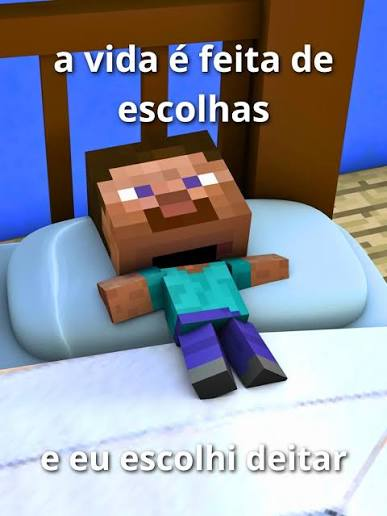 a vida é feita de
escolhas
e eu escolhi deitar